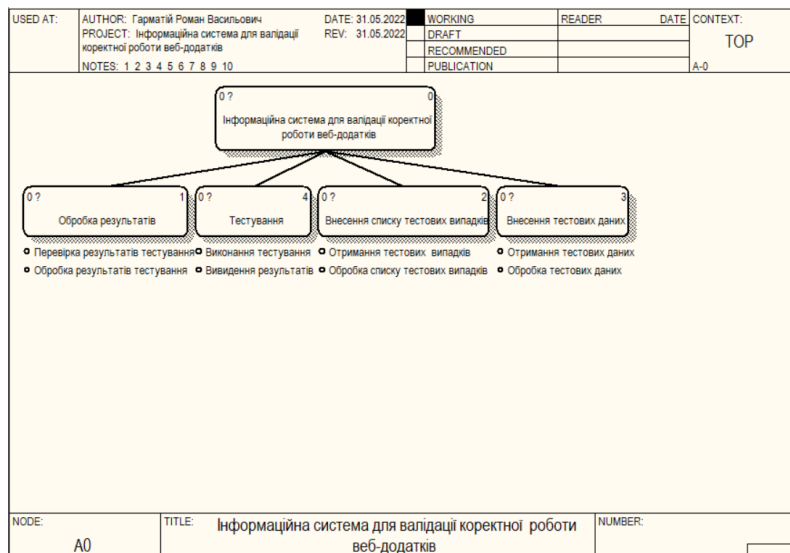 USED AT:
AUTHOR: Гарматій Роман Васильович
DATE: 31.05.2022
WORKING
READER
DATE
CONTEXT:
PROJECT: Інформаційна система для валідації
REV: 31.05.2022
DRAFT
коректної роботи веб-додатків
RECOMMENDED
TOP
NOTES: 1 2 3 4 5 6 7 8 9 10
PUBLICATION
A-0
0 ?
0
Інформаційна система для валідації коректної
роботи веб-додатків
0 ?
1
Обробка результатів
0 ?
4
Тестування
0 ?
2
Внесення списку тестових випадків
0 ?
3
Внесення тестових даних
Перевірка результатів тестування
Обробка результатів тестування
Виконання тестування
Вивидення результатів
Отримання тестових випадків
Обробка списку тестових випадків
Отримання тестових даних
Обробка тестових даних
NODE:
A0
TITLE:
Інформаційна система для валідації коректної роботи
веб-додатків
NUMBER: